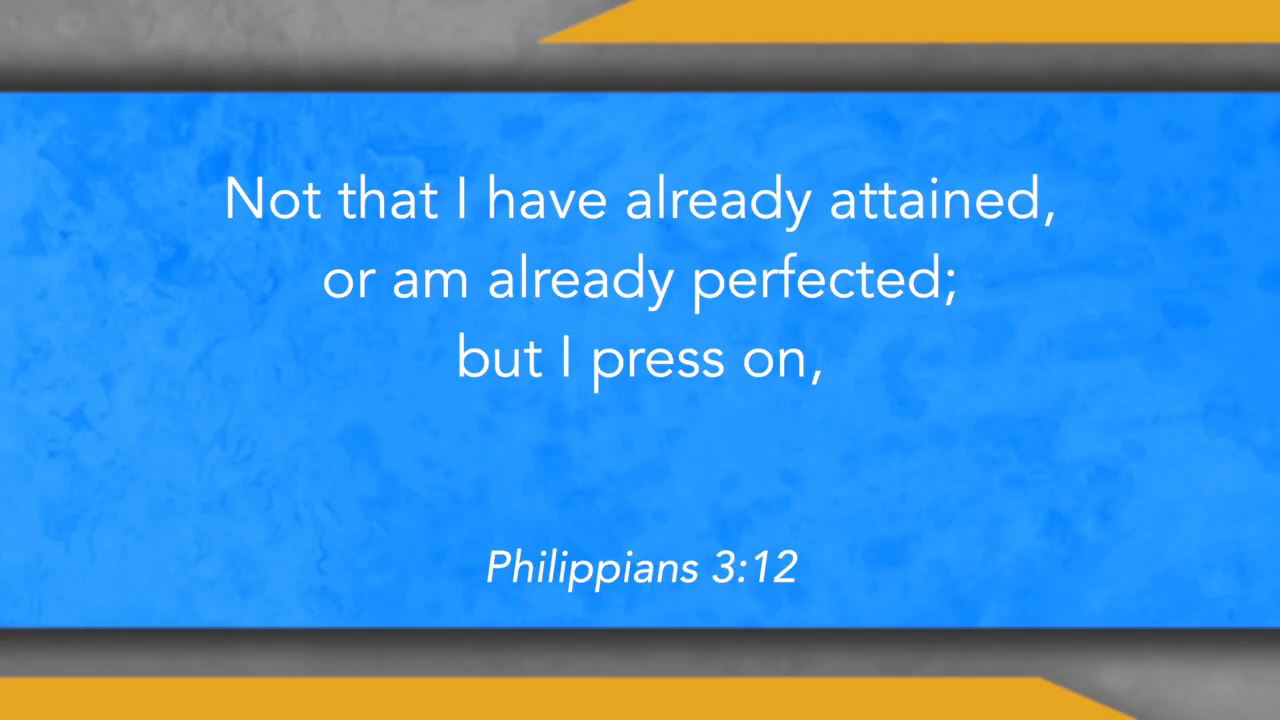 Not that I have already attained,
or am already perfected;
but I press on,
Philippians 3:12